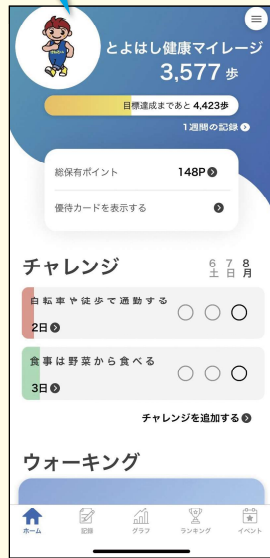 とよはし健康マイレージ
3,577 歩
目標達成まであと 4,423歩
1週間の記録
総保有ポイント 148P
優待カードを表示する
チャレンジ
6 7 8
土 日 月
自転車や徒歩で通勤する
2日
食事は野菜から食べる
3日
チャレンジを追加する
ウォーキング
ホーム 記録 グラフ ランキング イベント